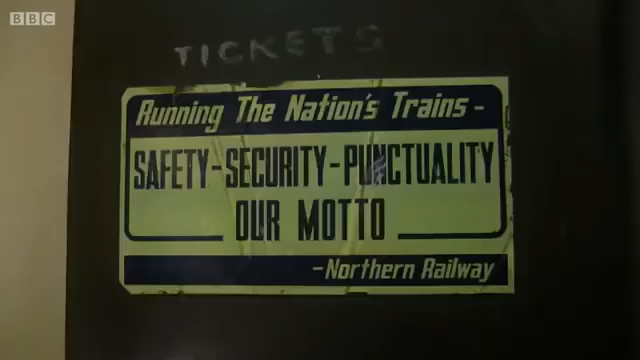 BBC
TICKETS
Running The Nation's Trains -
SAFETY-SECURITY-PUNCTUALITY
OUR MOTTO
-Northern Railway